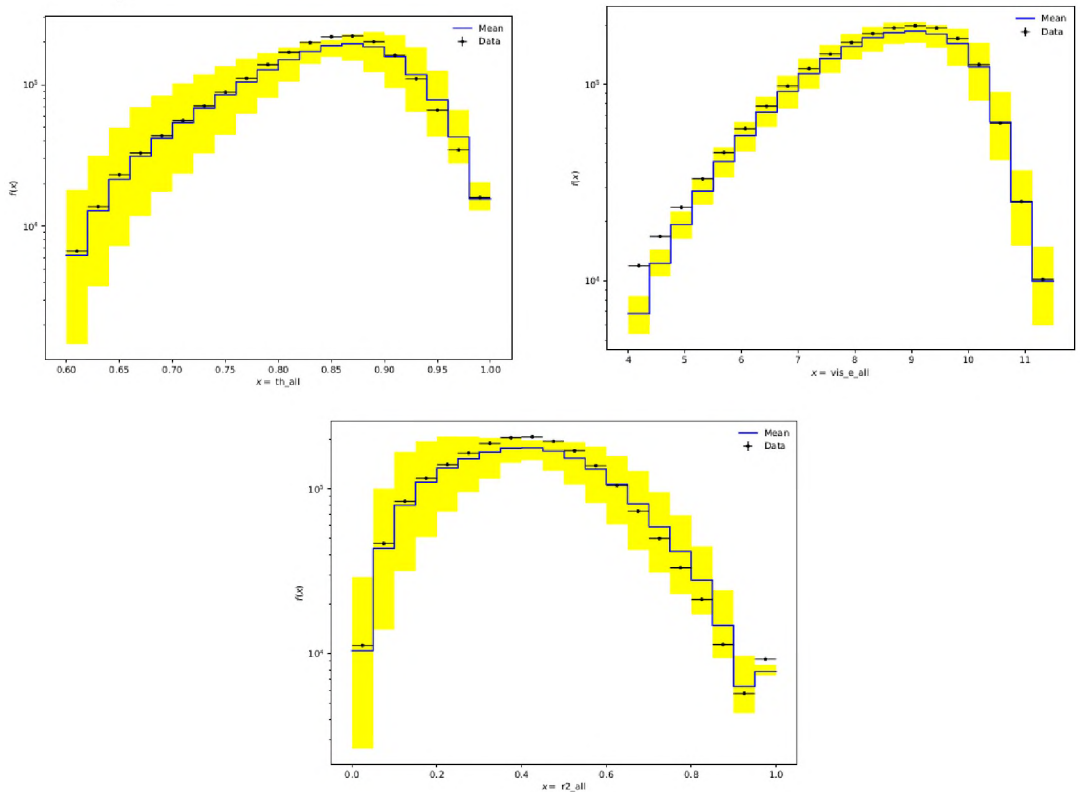 Mean
Data
10⁵
10⁴
f(x)
0.60 0.65 0.70 0.75 0.80 0.85 0.90 0.95 1.00
x = th_all
Mean
Data
10⁵
10⁴
f(x)
4 5 6 7 8 9 10 11
x = vis_e_all
Mean
Data
10⁵
10⁴
f(x)
0.0 0.2 0.4 0.6 0.8 1.0
x = r2_all